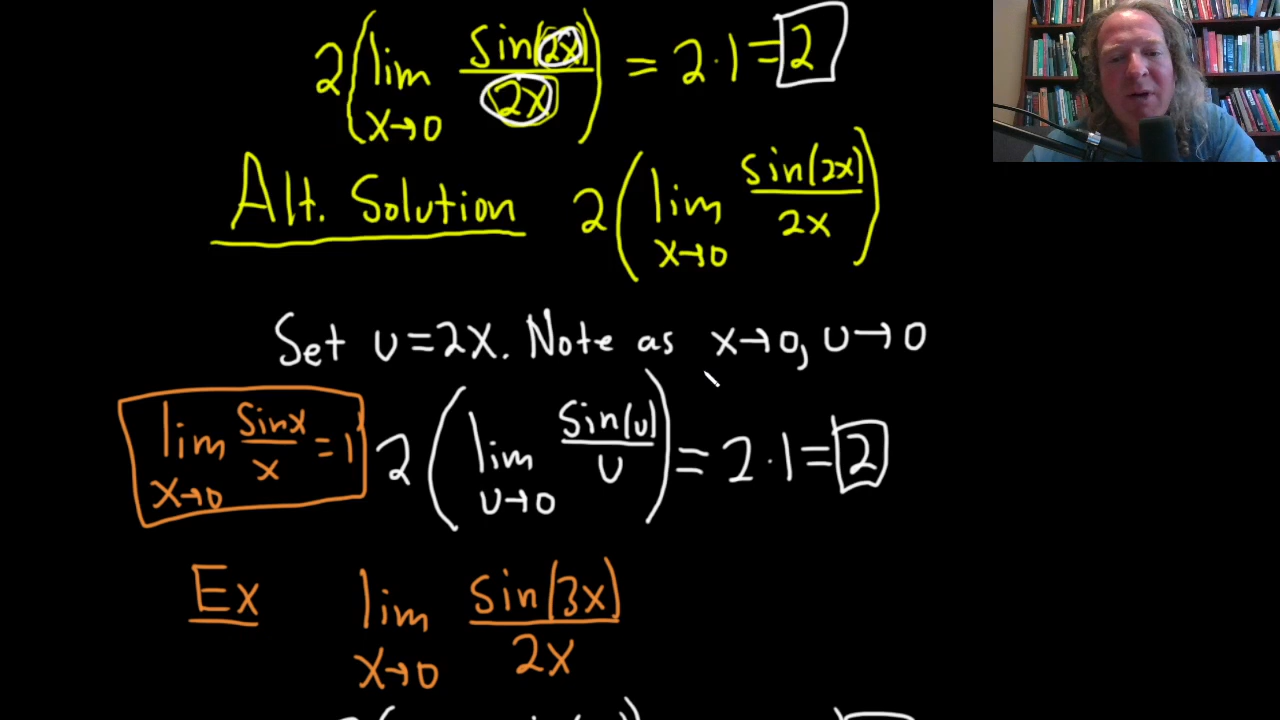 2(lim x→0 sin(2x)/2x) = 2·1 = 2
Alt. Solution 2(lim x→0 sin(2x)/2x)
Set u=2x. Note as x→0, u→0
lim x→0 sinx/x = 1
2(lim u→0 sin(u)/u) = 2·1 = 2
Ex lim x→0 sin(3x)/2x